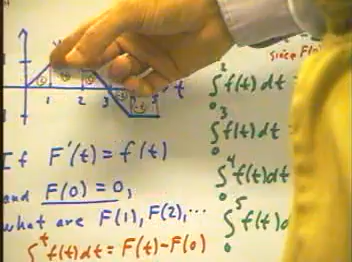 since F(0)
1 2 3 5 t
∫₀² f(t) dt =
∫₀³ f(t) dt =
∫₀⁴ f(t) dt
∫₀⁵ f(t) d
If F'(t) = f(t)
and F(0) = 0,
what are F(1), F(2), ...
∫₀ᵗ f(t) dt = F(t) - F(0)